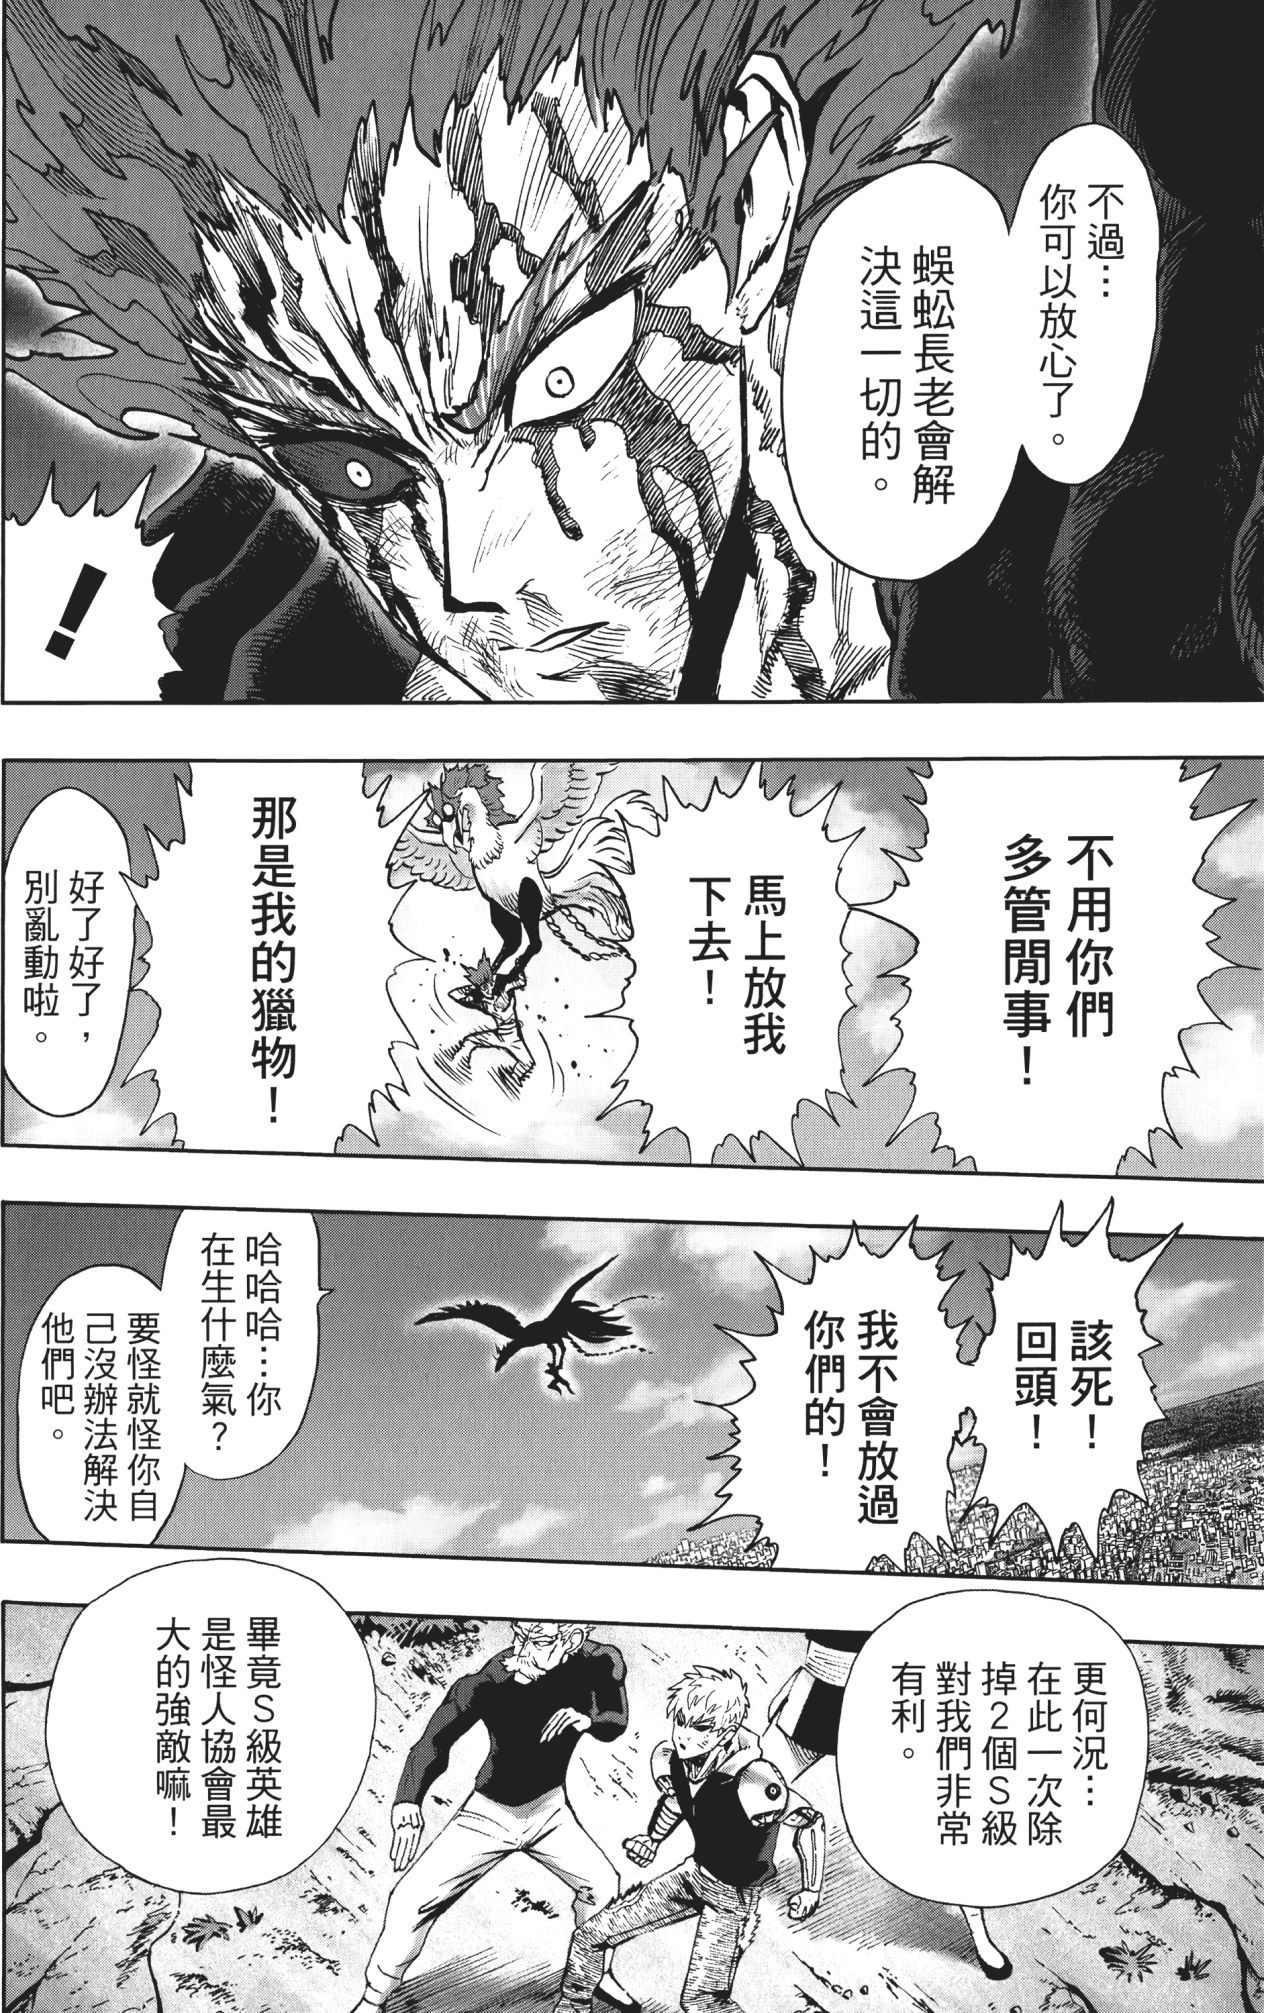 不過…
你可以放心了。
蜈蚣長老會解
決這一切的。
！
不用你們
多管閒事！
馬上放我
下去！
那是我的獵物！
好了好了，
別亂動啦。
該死！
回頭！
我不會放過
你們的！
哈哈哈…你
在生什麼氣？
要怪就怪你自
己沒辦法解決
他們吧。
更何況…
在此一次除
掉2個S級
對我們非常
有利。
畢竟S級英雄
是怪人協會最
大的強敵嘛！